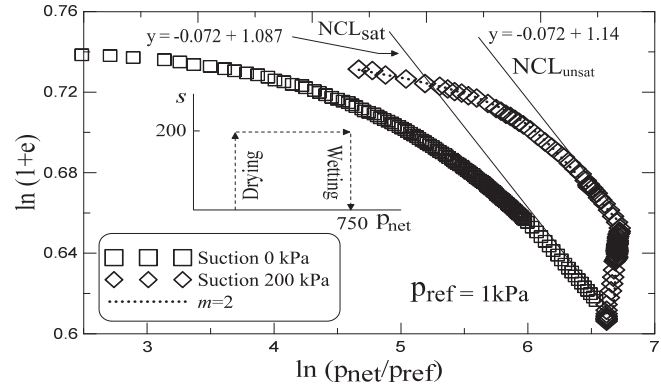 0.76
0.72
0.68
0.64
0.6
ln (1+e)
y = -0.072 + 1.087
NCLsat
y = -0.072 + 1.14
NCLunsat
s
200
Drying
Wetting
750
pnet
Suction 0 kPa
Suction 200 kPa
m=2
pref = 1kPa
3 4 5 6 7
ln (pnet/pref)